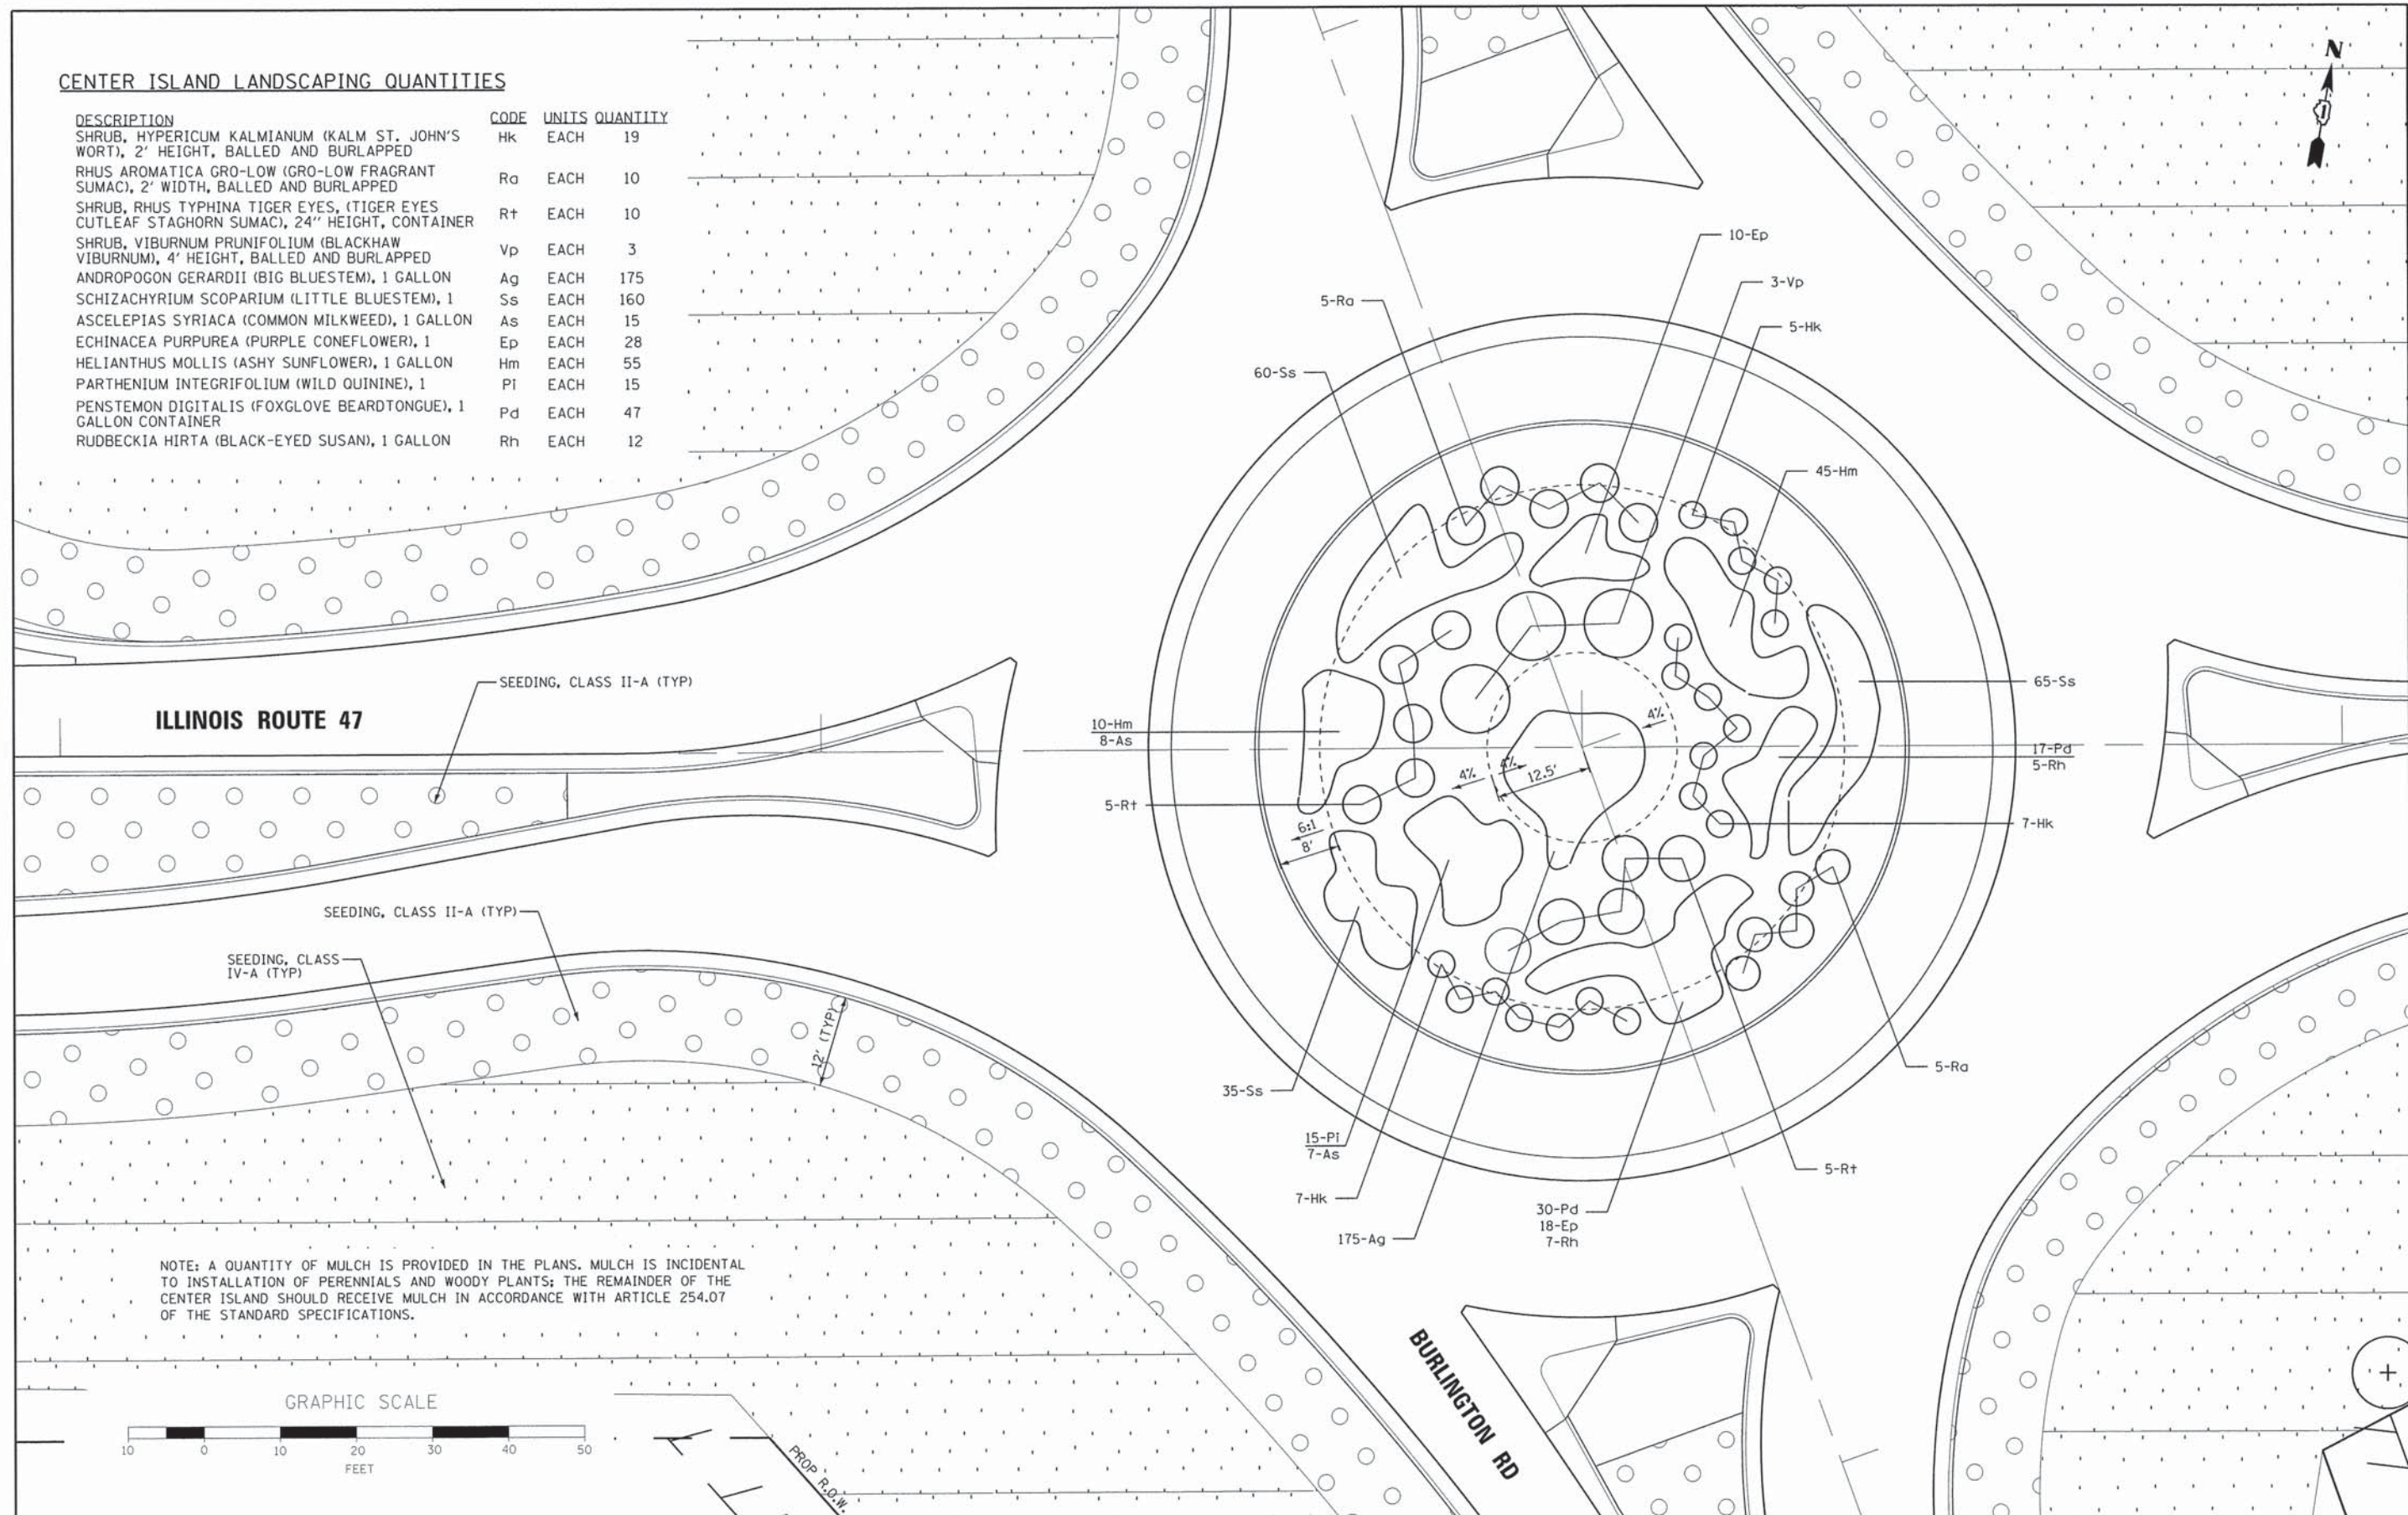 CENTER ISLAND LANDSCAPING QUANTITIES
DESCRIPTION CODE UNITS QUANTITY
SHRUB, HYPERICUM KALMIANUM (KALM ST. JOHN'S
WORT), 2' HEIGHT, BALLED AND BURLAPPED Hk EACH 19
RHUS AROMATICA GRO-LOW (GRO-LOW FRAGRANT
SUMAC), 2' WIDTH, BALLED AND BURLAPPED Ra EACH 10
SHRUB, RHUS TYPHINA TIGER EYES, (TIGER EYES
CUTLEAF STAGHORN SUMAC), 24'' HEIGHT, CONTAINER Rt EACH 10
SHRUB, VIBURNUM PRUNIFOLIUM (BLACKHAW
VIBURNUM), 4' HEIGHT, BALLED AND BURLAPPED Vp EACH 3
ANDROPOGON GERARDII (BIG BLUESTEM), 1 GALLON Ag EACH 175
SCHIZACHYRIUM SCOPARIUM (LITTLE BLUESTEM), 1 Ss EACH 160
ASCELEPIAS SYRIACA (COMMON MILKWEED), 1 GALLON As EACH 15
ECHINACEA PURPUREA (PURPLE CONEFLOWER), 1 Ep EACH 28
HELIANTHUS MOLLIS (ASHY SUNFLOWER), 1 GALLON Hm EACH 55
PARTHENIUM INTEGRIFOLIUM (WILD QUININE), 1 Pi EACH 15
PENSTEMON DIGITALIS (FOXGLOVE BEARDTONGUE), 1
GALLON CONTAINER Pd EACH 47
RUDBECKIA HIRTA (BLACK-EYED SUSAN), 1 GALLON Rh EACH 12
N
10-Ep
3-Vp
5-Ra
5-Hk
60-Ss
45-Hm
SEEDING, CLASS II-A (TYP)
65-Ss
ILLINOIS ROUTE 47
10-Hm
8-As
4%
17-Pd
5-Rh
4%
4%
12.5'
5-Rt
7-Hk
6:1
8'
SEEDING, CLASS II-A (TYP)
SEEDING, CLASS
IV-A (TYP)
12' (TYP)
5-Ra
35-Ss
15-Pi
7-As
5-Rt
7-Hk
30-Pd
18-Ep
7-Rh
175-Ag
NOTE: A QUANTITY OF MULCH IS PROVIDED IN THE PLANS. MULCH IS INCIDENTAL
TO INSTALLATION OF PERENNIALS AND WOODY PLANTS; THE REMAINDER OF THE
CENTER ISLAND SHOULD RECEIVE MULCH IN ACCORDANCE WITH ARTICLE 254.07
OF THE STANDARD SPECIFICATIONS.
BURLINGTON RD
GRAPHIC SCALE
10 0 10 20 30 40 50
FEET
PROP R.O.W.